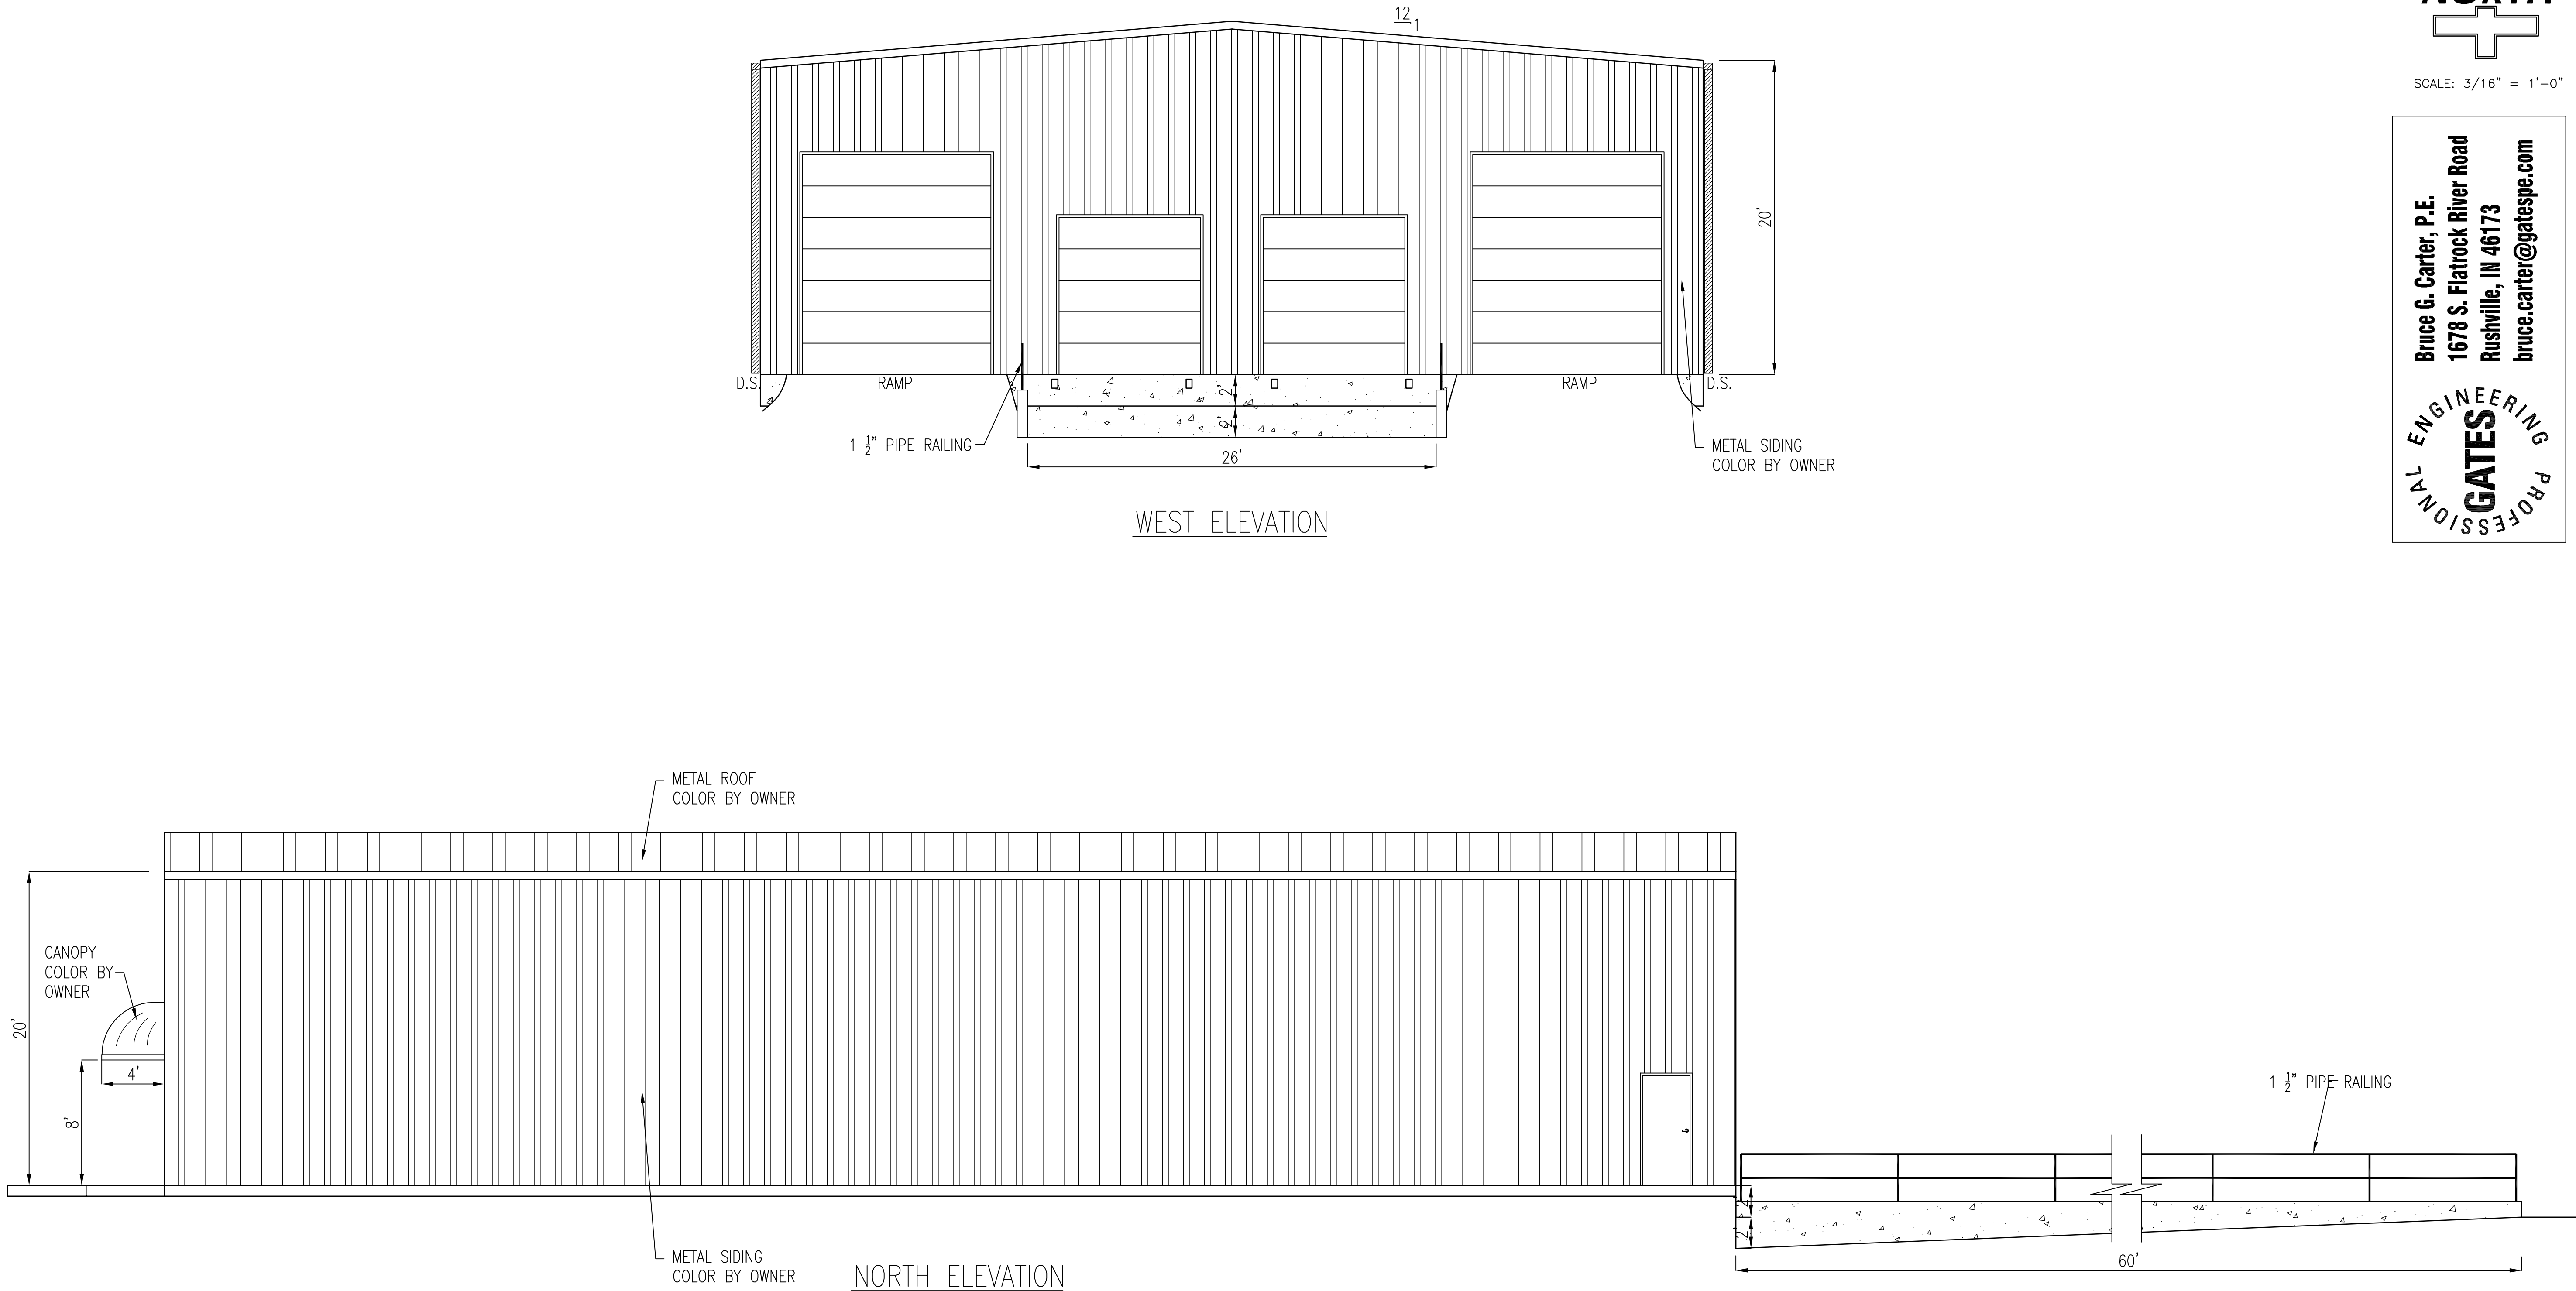 12
1
20'
D.S.
RAMP
RAMP
D.S.
2'
2'
1 1/2" PIPE RAILING
26'
METAL SIDING
COLOR BY OWNER
WEST ELEVATION
NORTH
SCALE: 3/16" = 1'-0"
Bruce G. Carter, P.E.
1678 S. Flatrock River Road
Rushville, IN 46173
bruce.carter@gatespe.com
PROFESSIONAL ENGINEERING
GATES
METAL ROOF
COLOR BY OWNER
CANOPY
COLOR BY
OWNER
20'
4'
8'
1 1/2" PIPE RAILING
2'
60'
METAL SIDING
COLOR BY OWNER
NORTH ELEVATION